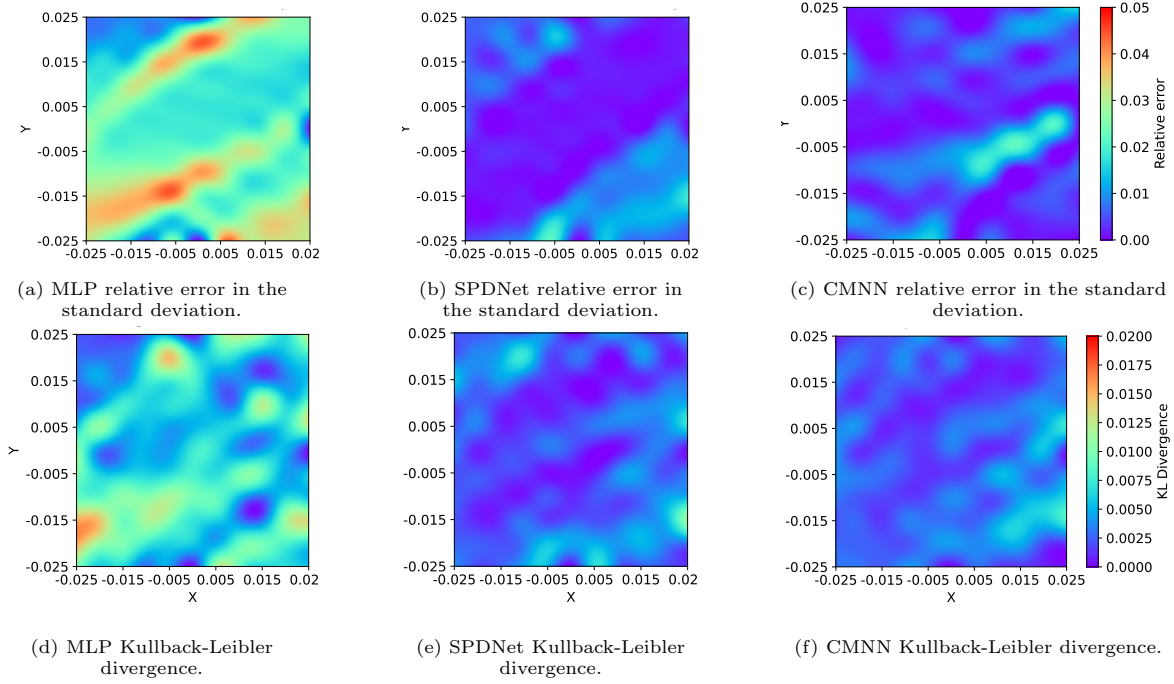 0.025
0.015
0.005
-0.005
-0.015
-0.025
Y
-0.025 -0.015 -0.005 0.005 0.015 0.02
(a) MLP relative error in the
standard deviation.
0.025
0.015
0.005
-0.005
-0.015
-0.025
-0.025 -0.015 -0.005 0.005 0.015 0.025
(b) SPDNet relative error in
the standard deviation.
0.025
0.015
0.005
-0.005
-0.015
-0.025
-0.025 -0.015 -0.005 0.005 0.015 0.025
0.05
0.04
0.03
0.02
0.01
0.00
Relative error
(c) CMNN relative error in the standard
deviation.
0.025
0.015
0.005
-0.005
-0.015
-0.025
Y
-0.025 -0.015 -0.005 0.005 0.015 0.02
X
(d) MLP Kullback-Leibler
divergence.
0.025
0.015
0.005
-0.005
-0.015
-0.025
-0.025 -0.015 -0.005 0.005 0.015 0.02
X
(e) SPDNet Kullback-Leibler
divergence.
0.025
0.015
0.005
-0.005
-0.015
-0.025
-0.025 -0.015 -0.005 0.005 0.015 0.025
X
0.0200
0.0175
0.0150
0.0125
0.0100
0.0075
0.0050
0.0025
0.0000
KL Divergence
(f) CMNN Kullback-Leibler divergence.